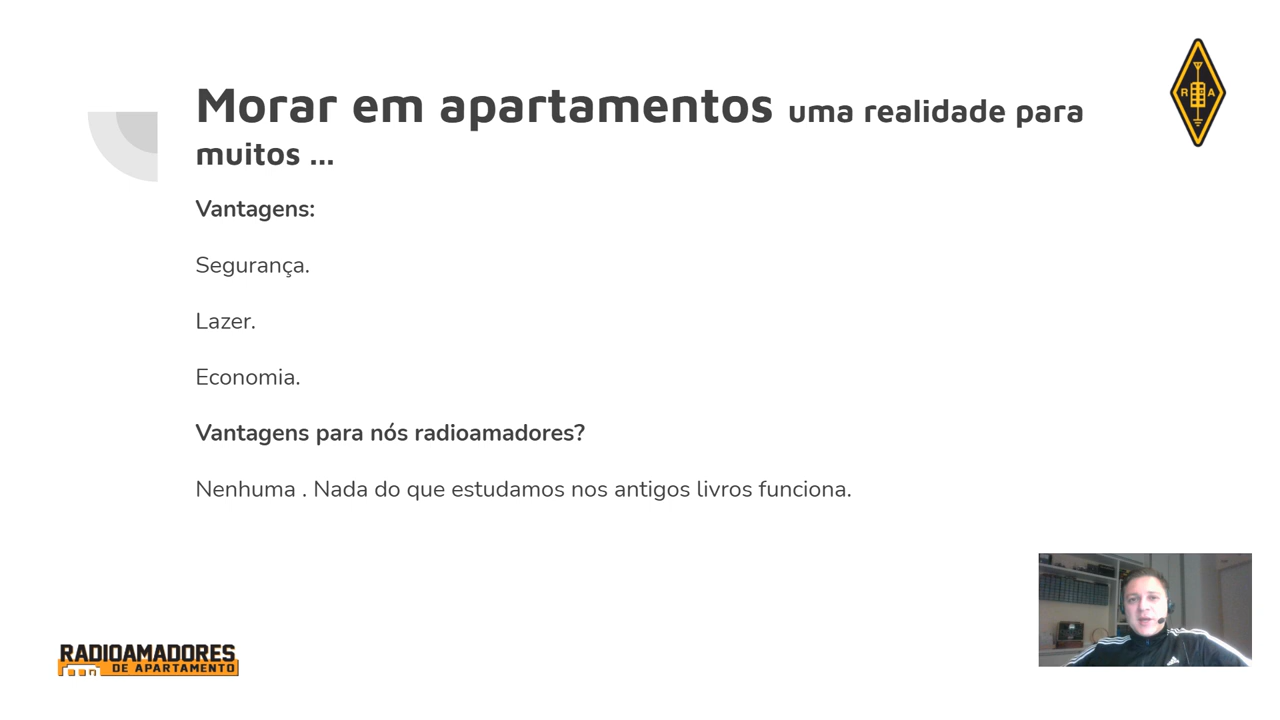 Morar em apartamentos uma realidade para
muitos ...
R A
Vantagens:
Segurança.
Lazer.
Economia.
Vantagens para nós radioamadores?
Nenhuma . Nada do que estudamos nos antigos livros funciona.
RADIOAMADORES
DE APARTAMENTO